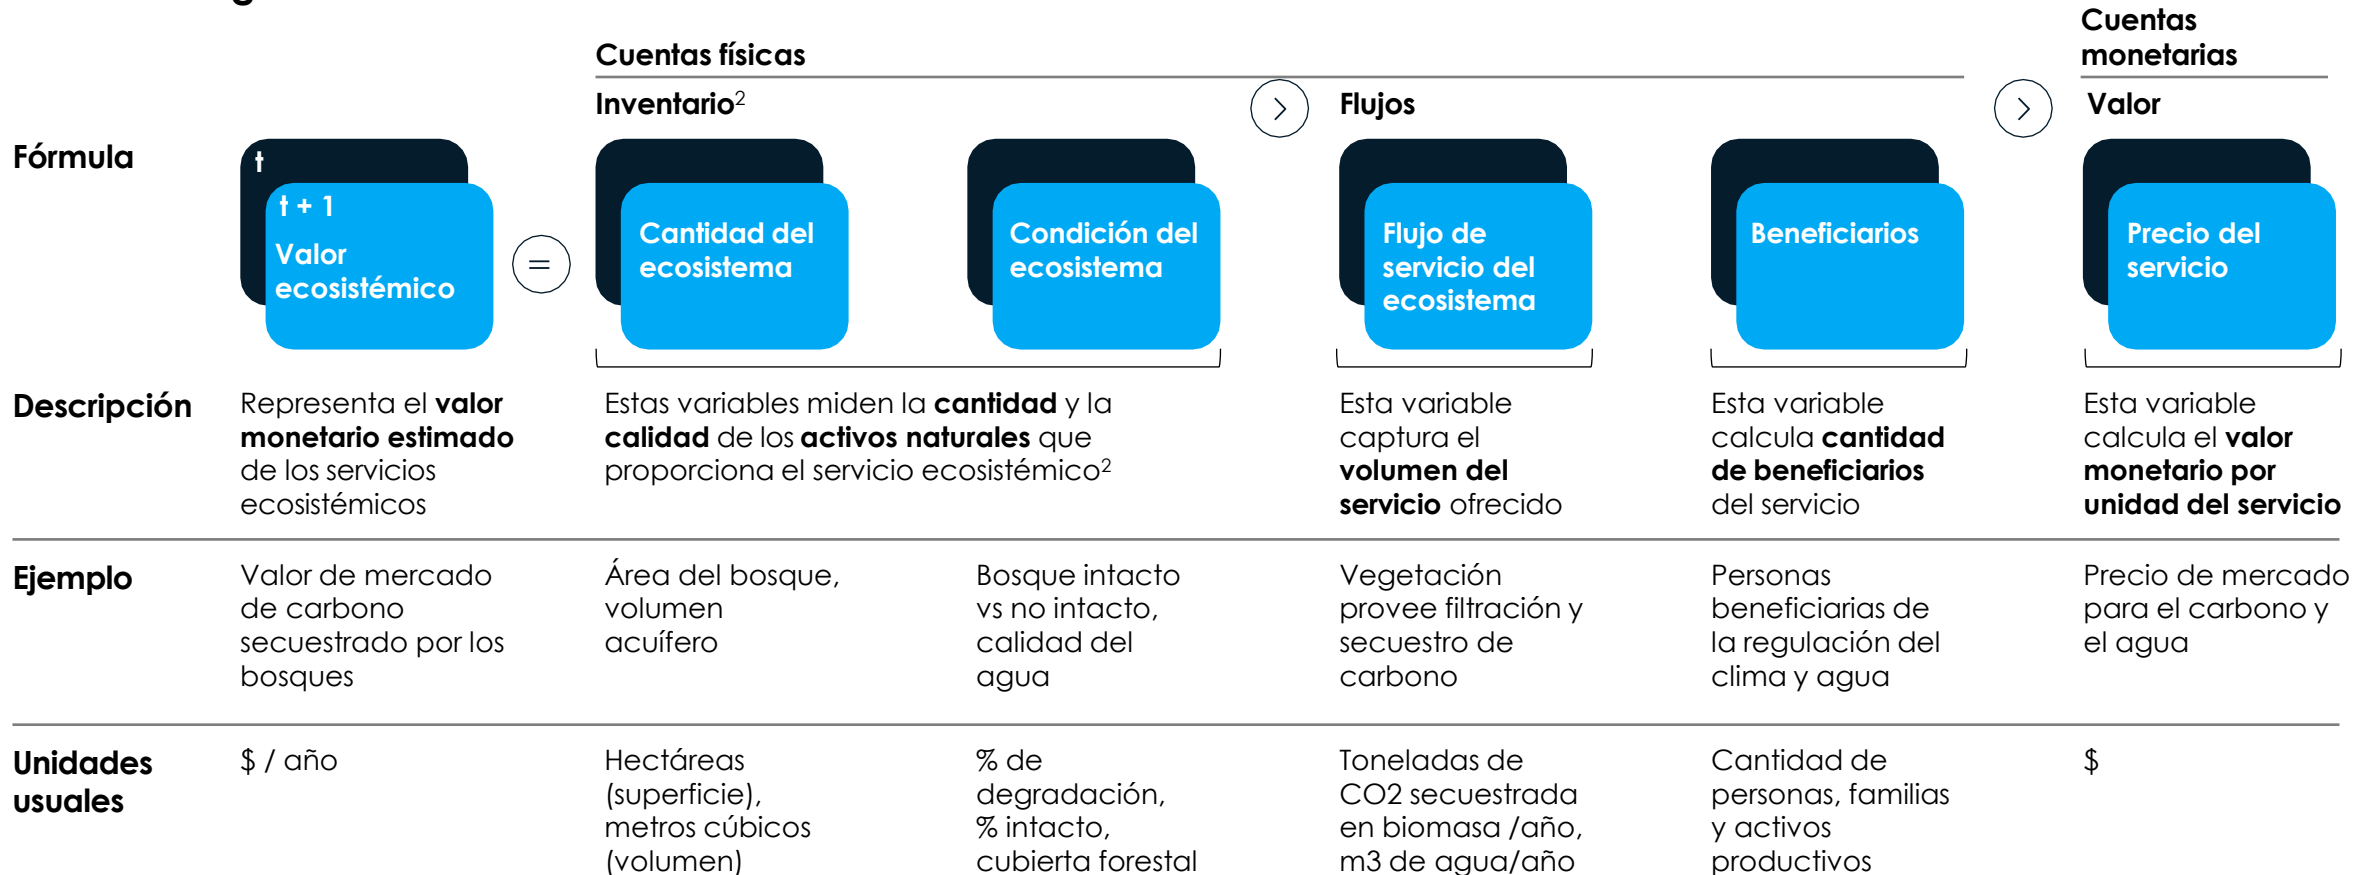 Cuentas físicas
Cuentas
monetarias
Inventario²
>
Flujos
>
Valor
Fórmula
t
t + 1
Valor
ecosistémico
=
Cantidad del
ecosistema
Condición del
ecosistema
Flujo de
servicio del
ecosistema
Beneficiarios
Precio del
servicio
Descripción
Representa el valor
monetario estimado
de los servicios
ecosistémicos
Estas variables miden la cantidad y la
calidad de los activos naturales que
proporciona el servicio ecosistémico²
Esta variable
captura el
volumen del
servicio ofrecido
Esta variable
calcula cantidad
de beneficiarios
del servicio
Esta variable
calcula el valor
monetario por
unidad del servicio
Ejemplo
Valor de mercado
de carbono
secuestrado por los
bosques
Área del bosque,
volumen
acuífero
Bosque intacto
vs no intacto,
calidad del
agua
Vegetación
provee filtración y
secuestro de
carbono
Personas
beneficiarias de
la regulación del
clima y agua
Precio de mercado
para el carbono y
el agua
Unidades
usuales
$ / año
Hectáreas
(superficie),
metros cúbicos
(volumen)
% de
degradación,
% intacto,
cubierta forestal
Toneladas de
CO2 secuestrada
en biomasa /año,
m3 de agua/año
Cantidad de
personas, familias
y activos
productivos
$